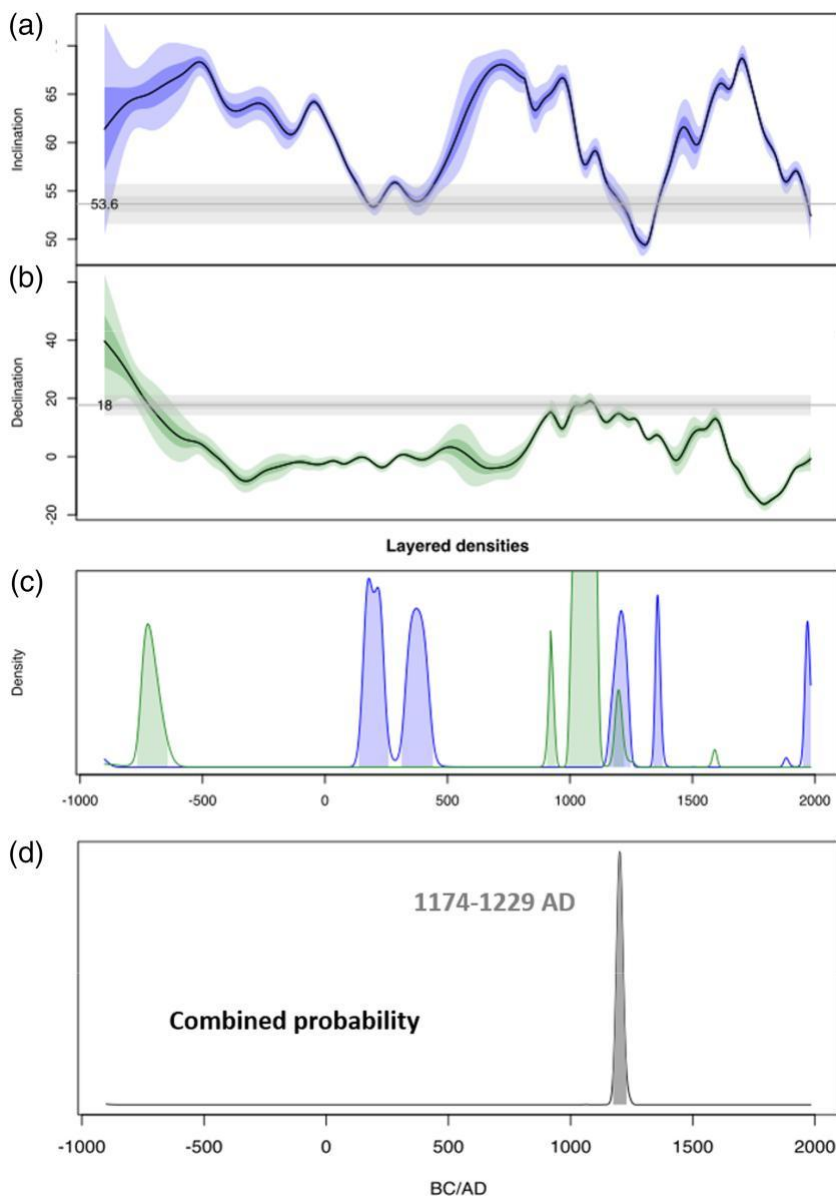 (a)
Inclination
65
60
55
50
53.6
(b)
Declination
40
20
0
-20
18
Layered densities
(c)
Density
-1000 -500 0 500 1000 1500 2000
(d)
1174-1229 AD
Combined probability
-1000 -500 0 500 1000 1500 2000
BC/AD